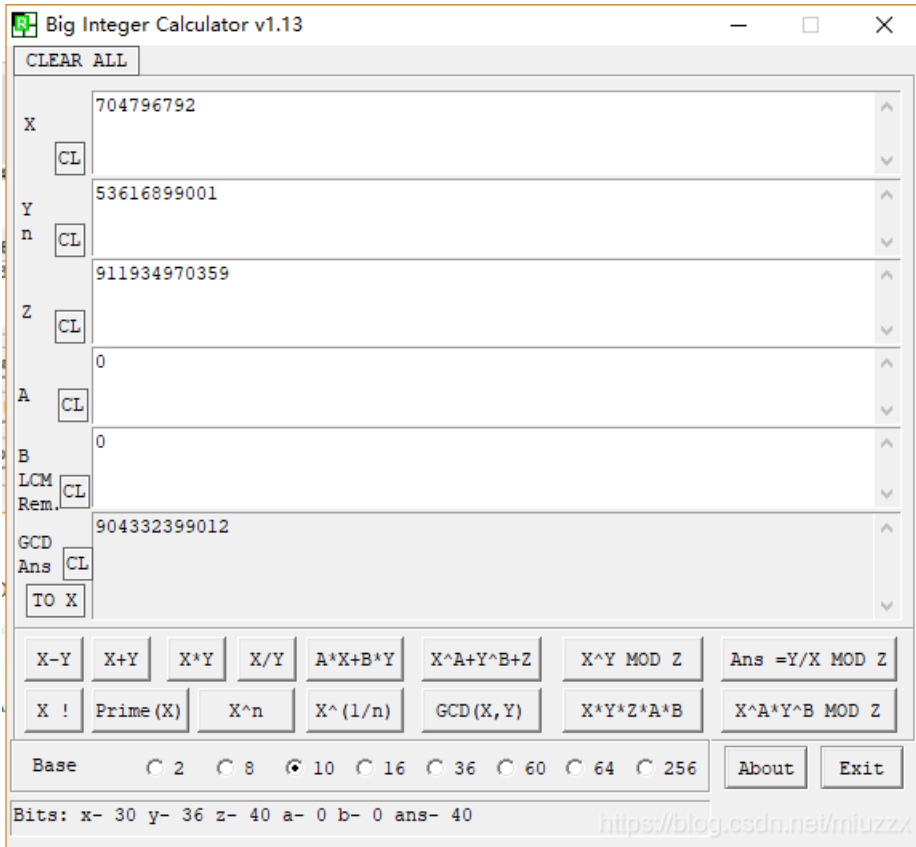 Big Integer Calculator v1.13
CLEAR ALL
X
CL
704796792
Y
n
CL
53616899001
Z
CL
911934970359
A
CL
0
B
LCM
Rem.
CL
0
GCD
Ans
CL
TO X
904332399012
X-Y X+Y X*Y X/Y A*X+B*Y X^A+Y^B+Z X^Y MOD Z Ans =Y/X MOD Z
X ! Prime(X) X^n X^(1/n) GCD(X,Y) X*Y*Z*A*B X^A*Y^B MOD Z
Base 2 8 10 16 36 60 64 256 About Exit
Bits: x- 30 y- 36 z- 40 a- 0 b- 0 ans- 40
https://blog.csdn.net/miuzzx